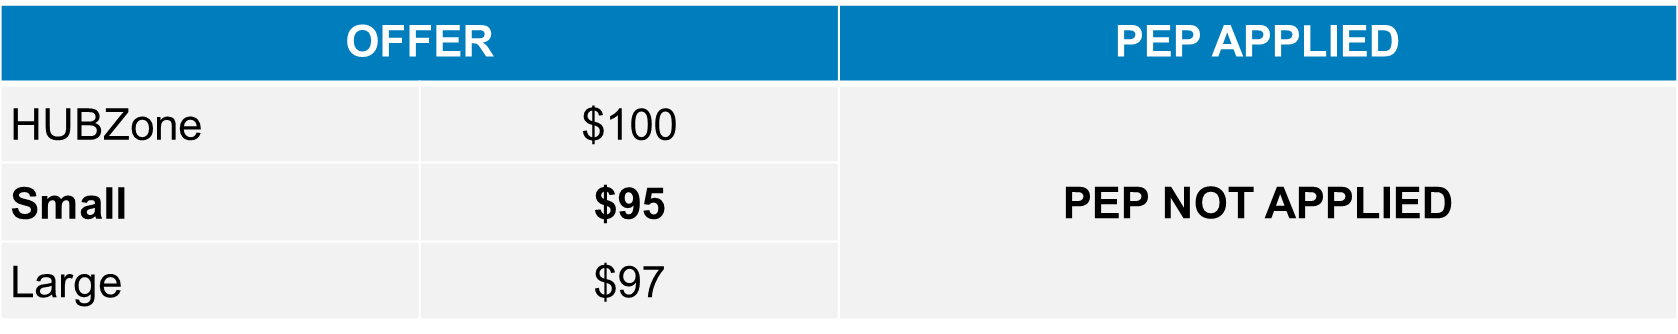 OFFER PEP APPLIED
HUBZone $100
Small $95 PEP NOT APPLIED
Large $97